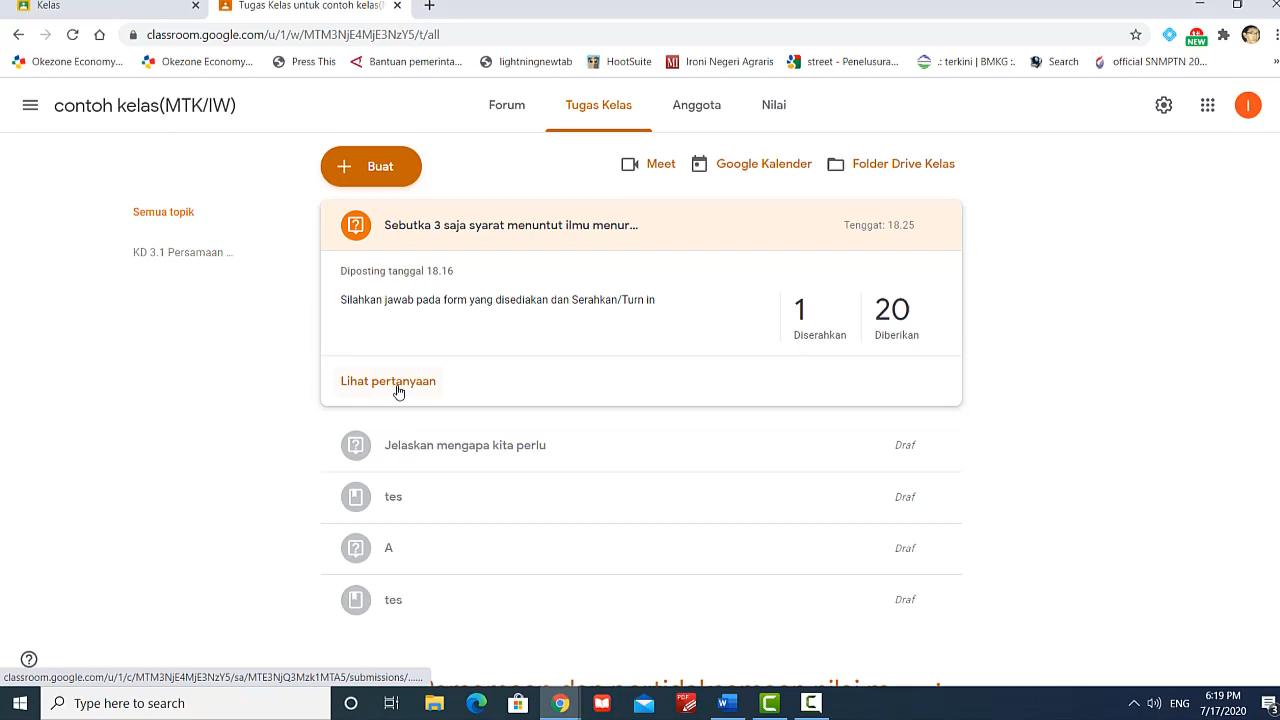 Kelas
Tugas Kelas untuk contoh kelas(
classroom.google.com/u/1/w/MTM3NjE4MjE3NzY5/t/all
NEW
Okezone Economy...
Okezone Economy...
Press This
Bantuan pemerinta...
lightningnewtab
HootSuite
Ironi Negeri Agraris
street - Penelusura...
.: terkini | BMKG :.
Search
official SNMPTN 20...
contoh kelas(MTK/IW)
Forum
Tugas Kelas
Anggota
Nilai
I
Buat
Meet
Google Kalender
Folder Drive Kelas
Semua topik
KD 3.1 Persamaan ...
Sebutka 3 saja syarat menuntut ilmu menur...
Tenggat: 18.25
Diposting tanggal 18.16
Silahkan jawab pada form yang disediakan dan Serahkan/Turn in
1
Diserahkan
20
Diberikan
Lihat pertanyaan
Jelaskan mengapa kita perlu
Draf
tes
Draf
A
Draf
tes
Draf
classroom.google.com/u/1/c/MTM3NjE4MjE3NzY5/sa/MTE3NjQ3Mzk1MTA5/submissions/......
Type here to search
ENG
6:19 PM
7/17/2020